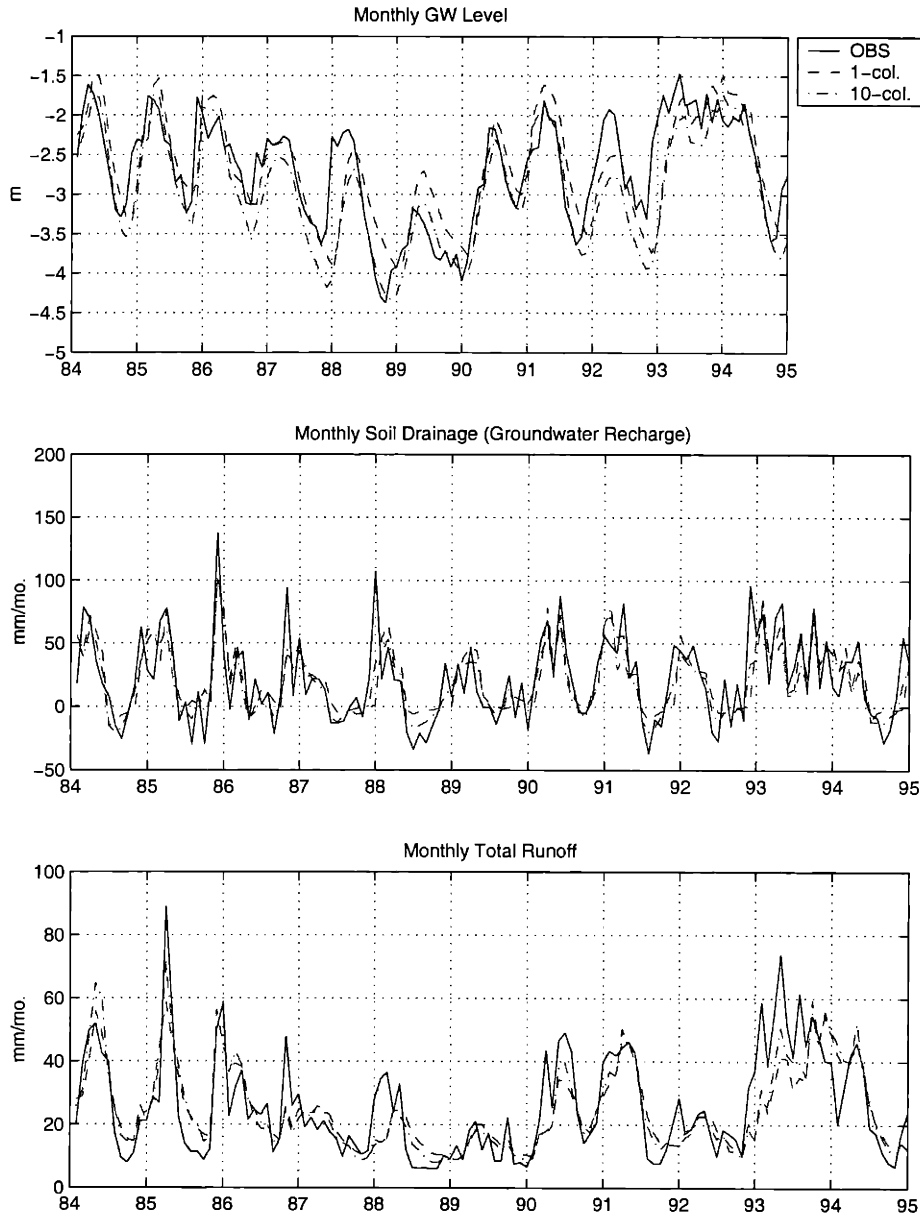 Monthly GW Level
-1
-1.5
-2
-2.5
-3
-3.5
-4
-4.5
-5
m
84 85 86 87 88 89 90 91 92 93 94 95
OBS
1-col.
10-col.
Monthly Soil Drainage (Groundwater Recharge)
200
150
100
50
0
-50
mm/mo.
84 85 86 87 88 89 90 91 92 93 94 95
Monthly Total Runoff
100
80
60
40
20
0
mm/mo.
84 85 86 87 88 89 90 91 92 93 94 95